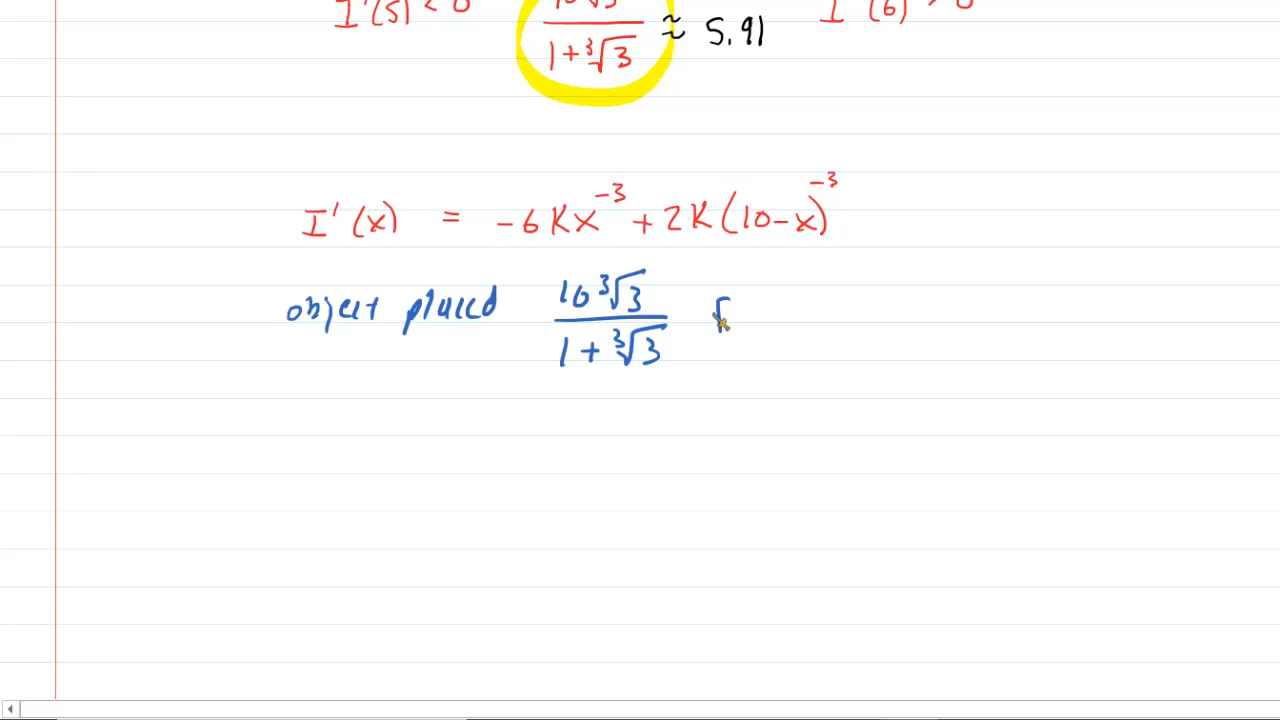 I'(5) < 0 10∛3 / 1+∛3 ≈ 5.91 I'(6) > 0
I'(x) = -6Kx⁻³ + 2K(10-x)⁻³
object placed 10∛3 / 1+∛3